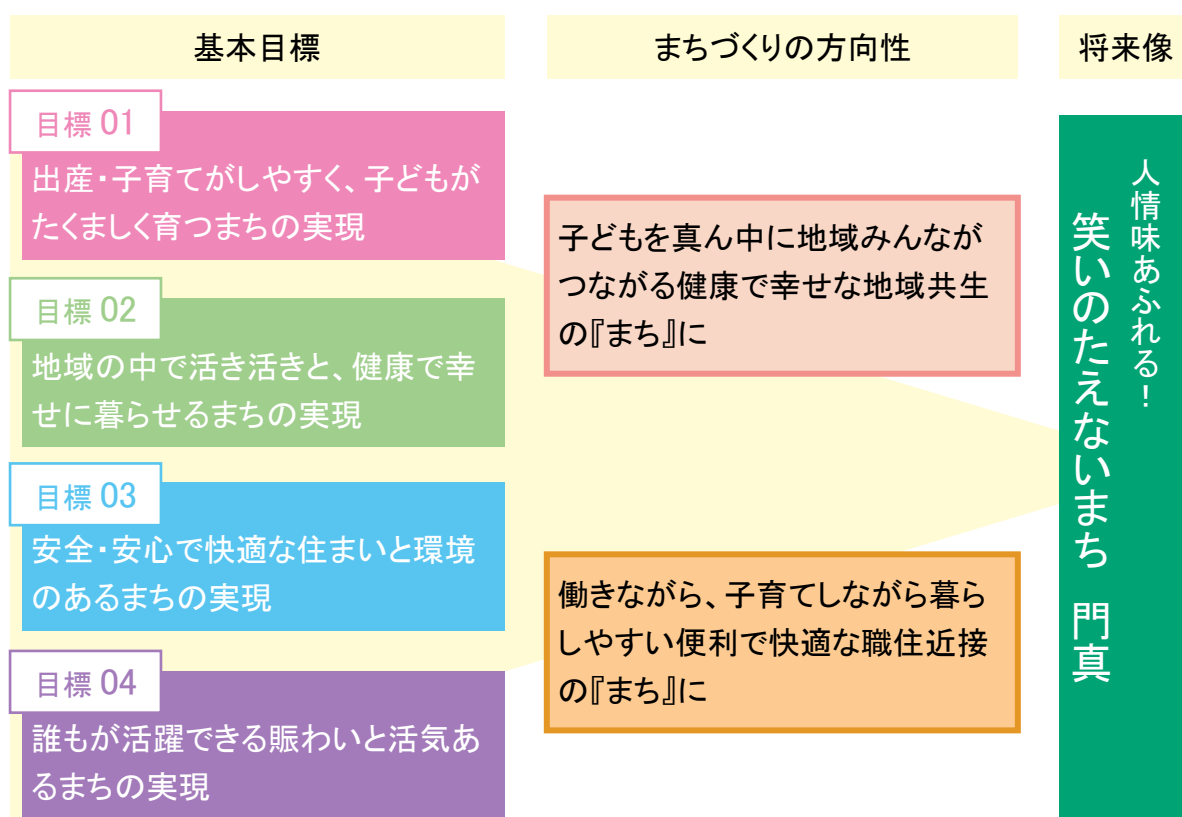 基本目標
まちづくりの方向性
将来像
目標 01
出産・子育てがしやすく、子どもが
たくましく育つまちの実現
目標 02
地域の中で活き活きと、健康で幸
せに暮らせるまちの実現
目標 03
安全・安心で快適な住まいと環境
のあるまちの実現
目標 04
誰もが活躍できる賑わいと活気あ
るまちの実現
子どもを真ん中に地域みんなが
つながる健康で幸せな地域共生
の『まち』に
働きながら、子育てしながら暮ら
しやすい便利で快適な職住近接
の『まち』に
人情味あふれる！
笑いのたえないまち 門真